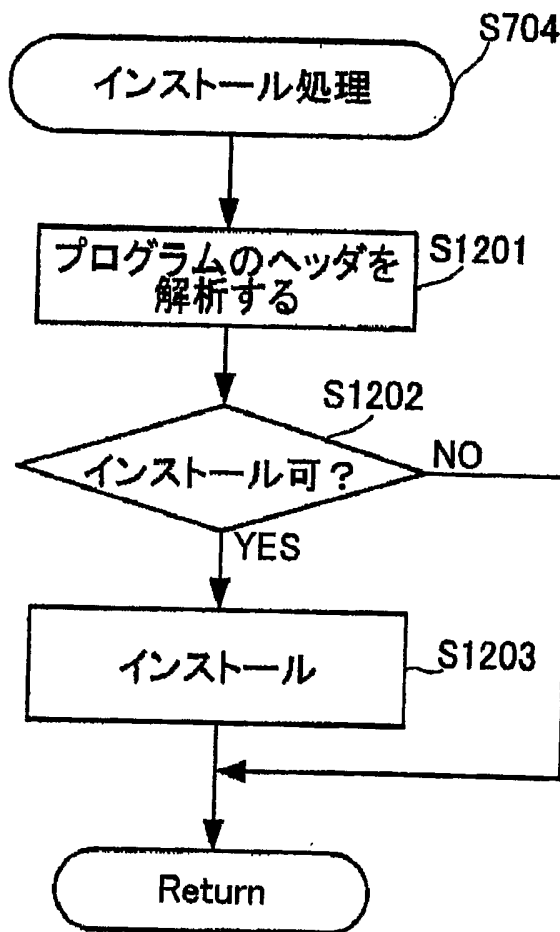 S704
インストール処理
プログラムのヘッダを
解析する
S1201
S1202
インストール可？
NO
YES
インストール
S1203
Return